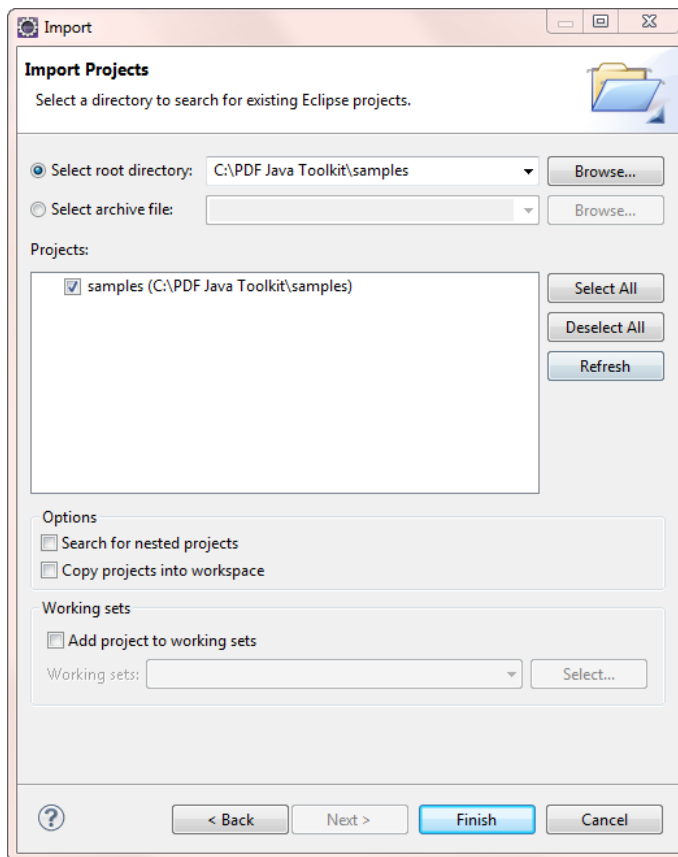 Import
Import Projects
Select a directory to search for existing Eclipse projects.
Select root directory: C:\PDF Java Toolkit\samples Browse...
Select archive file: Browse...
Projects:
samples (C:\PDF Java Toolkit\samples)
Select All
Deselect All
Refresh
Options
Search for nested projects
Copy projects into workspace
Working sets
Add project to working sets
Working sets: Select...
? < Back Next > Finish Cancel